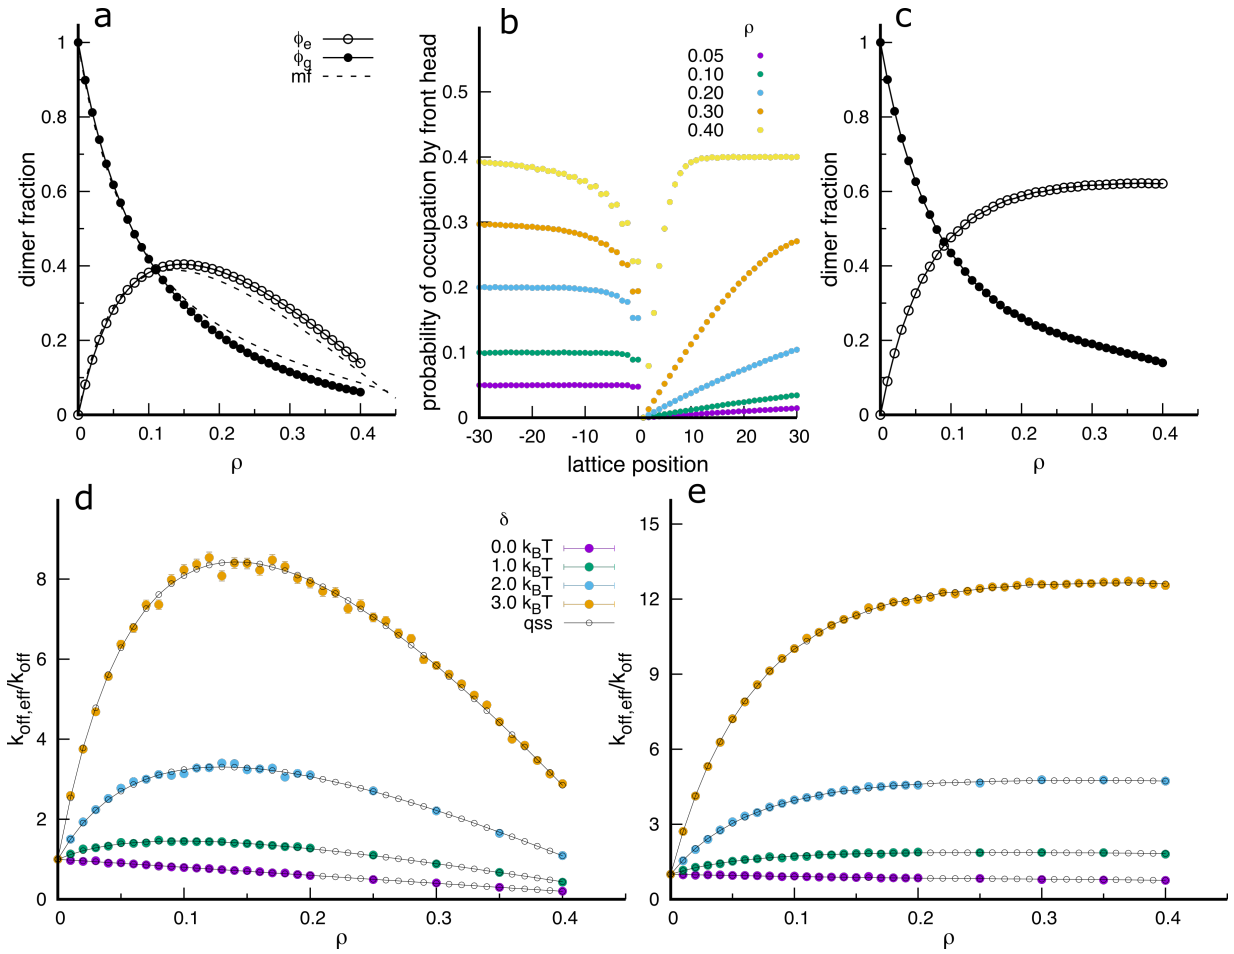 a
1
0.8
0.6
0.4
0.2
0
0 0.1 0.2 0.3 0.4
dimer fraction
ρ
ϕe
ϕg
mf
b
0.5
0.4
0.3
0.2
0.1
0
-30 -20 -10 0 10 20 30
probability of occupation by front head
lattice position
ρ
0.05
0.10
0.20
0.30
0.40
c
1
0.8
0.6
0.4
0.2
0
0 0.1 0.2 0.3 0.4
dimer fraction
ρ
d
8
6
4
2
0
0 0.1 0.2 0.3 0.4
koff,eff/koff
ρ
δ
0.0 kBT
1.0 kBT
2.0 kBT
3.0 kBT
qss
e
15
12
9
6
3
0
0 0.1 0.2 0.3 0.4
koff,eff/koff
ρ